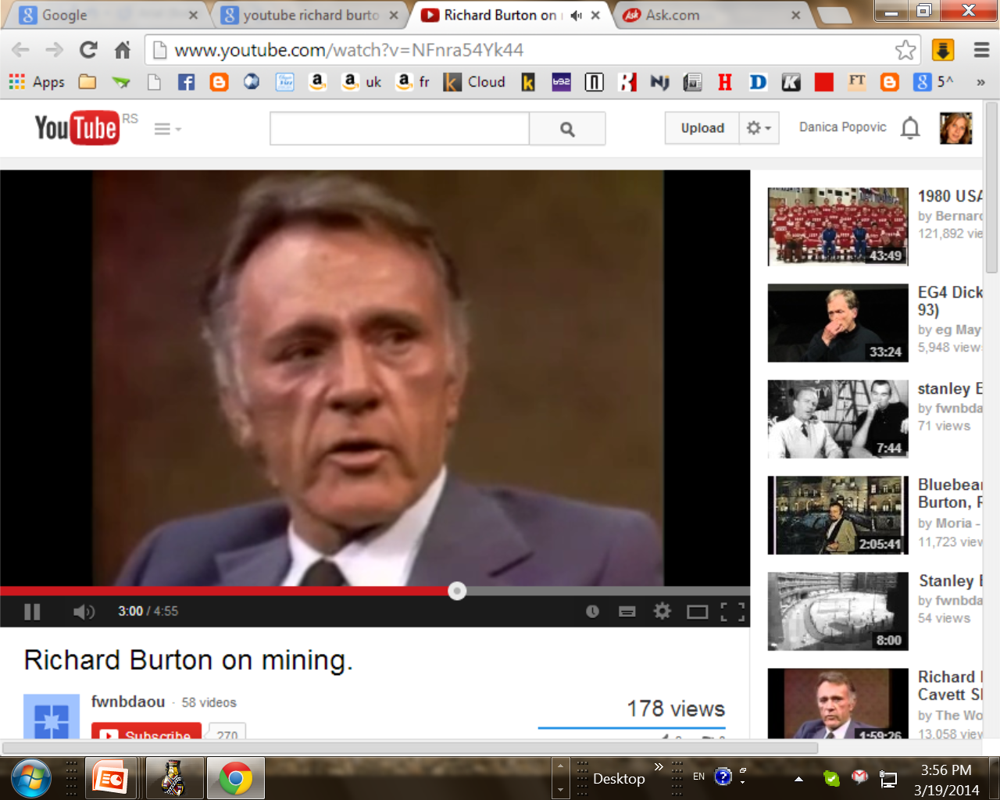 Google
youtube richard burto
Richard Burton on
Ask.com
www.youtube.com/watch?v=NFnra54Yk44
Apps
uk
fr
Cloud
b92
Nj
H
D
K
FT
5^
»
YouTube RS
Upload
Danica Popovic
1980 USA
by Bernard
121,892 vie
43:49
EG4 Dick
93)
by eg May
5,948 views
33:24
stanley E
by fwnbda
71 views
7:44
Bluebear
Burton, R
by Moria -
11,723 view
2:05:41
Stanley
by fwnbda
54 views
8:00
Richard
Cavett S
by The Wo
13,058 view
1:59:26
3:00 / 4:55
Richard Burton on mining.
fwnbdaou · 58 videos
178 views
Subscribe
270
Desktop
»
EN
3:56 PM
3/19/2014